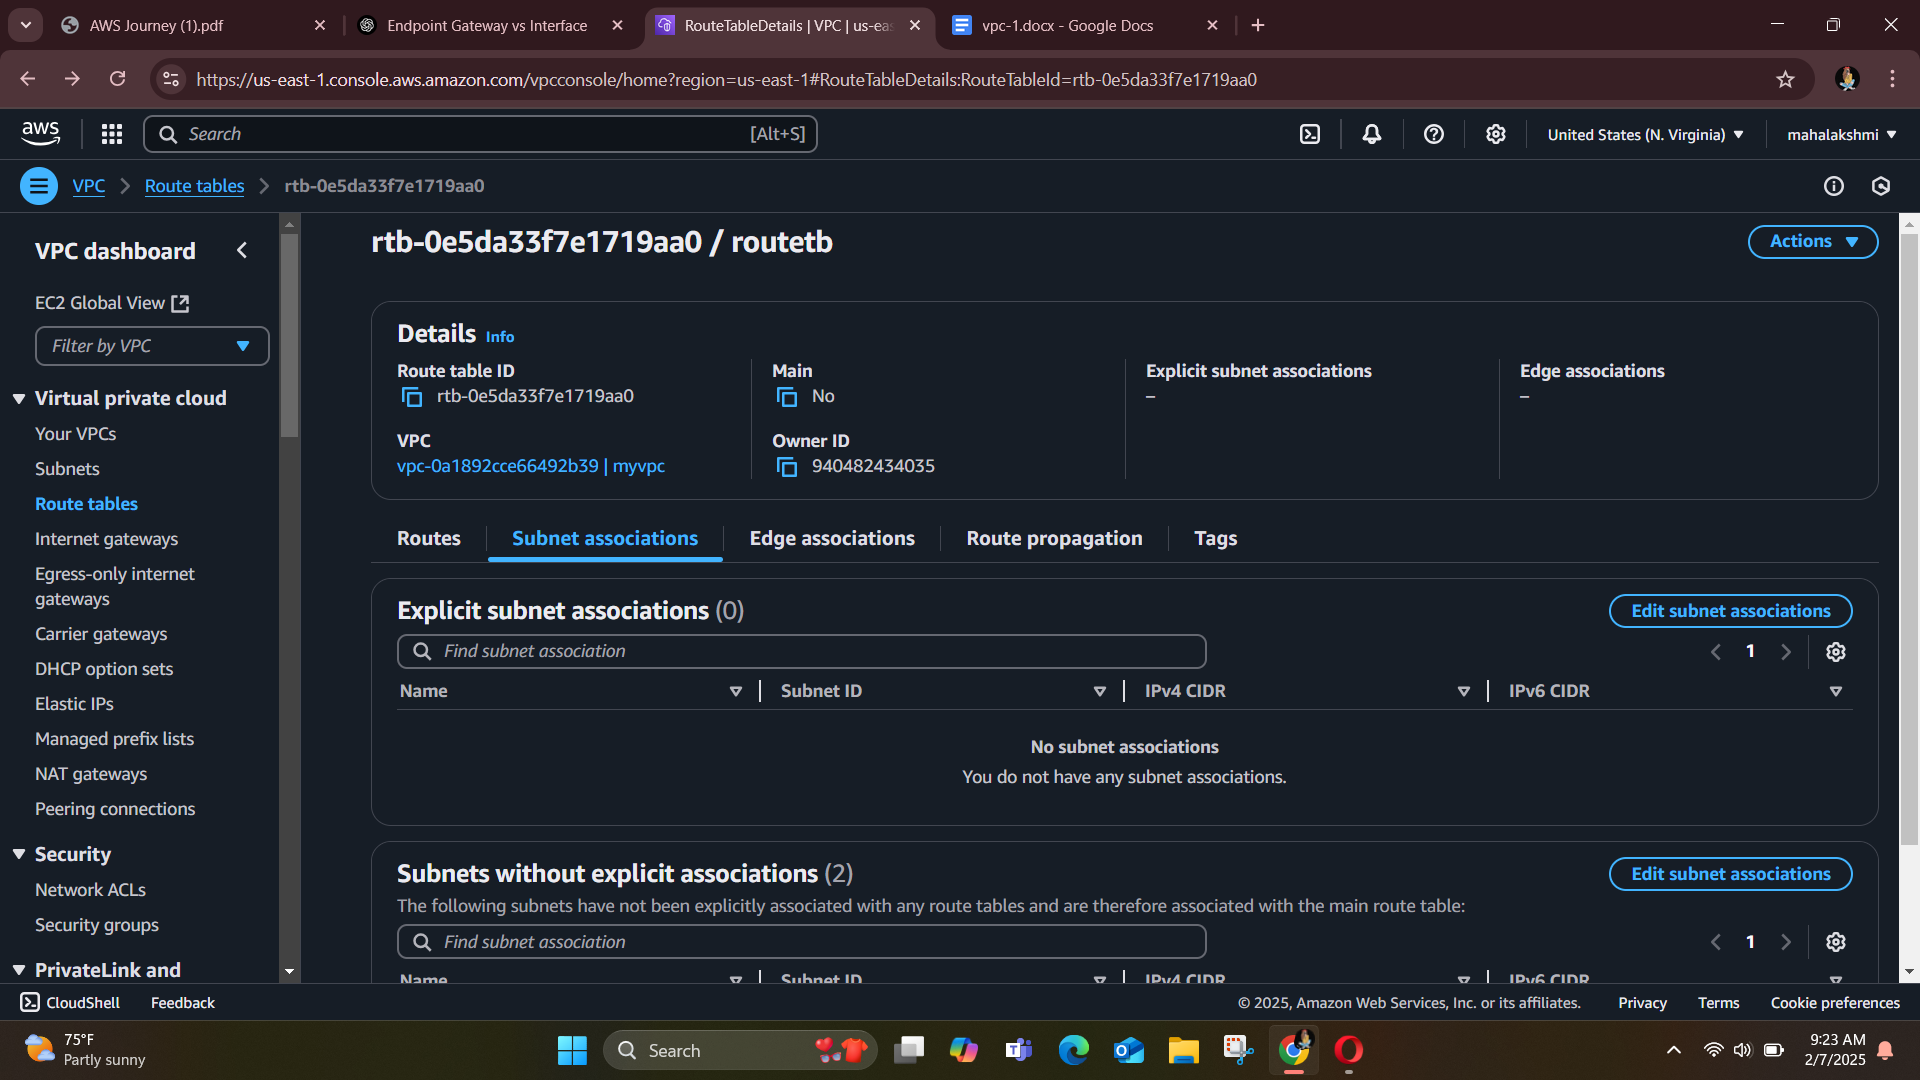 AWS Journey (1).pdf
Endpoint Gateway vs Interface
RouteTableDetails | VPC | us-eas
vpc-1.docx - Google Docs
https://us-east-1.console.aws.amazon.com/vpcconsole/home?region=us-east-1#RouteTableDetails:RouteTableId=rtb-0e5da33f7e1719aa0
aws
Search
[Alt+S]
United States (N. Virginia)
mahalakshmi
VPC
Route tables
rtb-0e5da33f7e1719aa0
VPC dashboard
EC2 Global View
Filter by VPC
Virtual private cloud
Your VPCs
Subnets
Route tables
Internet gateways
Egress-only internet
gateways
Carrier gateways
DHCP option sets
Elastic IPs
Managed prefix lists
NAT gateways
Peering connections
Security
Network ACLs
Security groups
PrivateLink and
rtb-0e5da33f7e1719aa0 / routetb
Actions
Details Info
Route table ID
rtb-0e5da33f7e1719aa0
Main
No
Explicit subnet associations
–
Edge associations
–
VPC
vpc-0a1892cce66492b39 | myvpc
Owner ID
940482434035
Routes
Subnet associations
Edge associations
Route propagation
Tags
Explicit subnet associations (0)
Edit subnet associations
Find subnet association
1
Name
Subnet ID
IPv4 CIDR
IPv6 CIDR
No subnet associations
You do not have any subnet associations.
Subnets without explicit associations (2)
Edit subnet associations
The following subnets have not been explicitly associated with any route tables and are therefore associated with the main route table:
Find subnet association
1
Name
Subnet ID
IPv4 CIDR
IPv6 CIDR
CloudShell
Feedback
© 2025, Amazon Web Services, Inc. or its affiliates.
Privacy
Terms
Cookie preferences
75°F
Partly sunny
Search
9:23 AM
2/7/2025